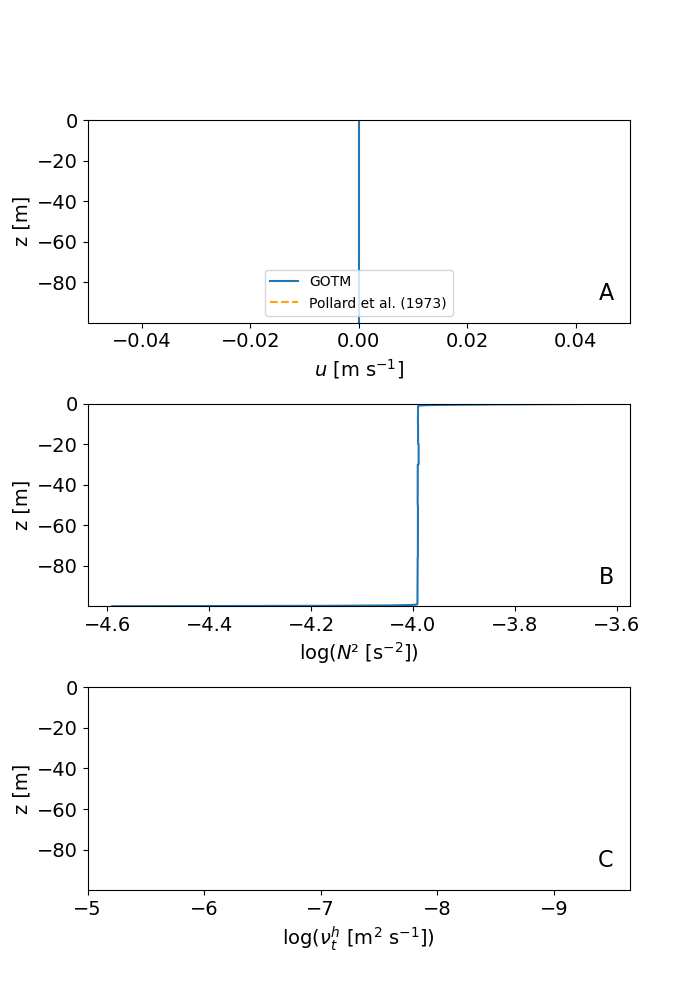 0
−20
−40
−60
−80
z [m]
GOTM
Pollard et al. (1973)
A
−0.04 −0.02 0.00 0.02 0.04
u [m s⁻¹]
0
−20
−40
−60
−80
z [m]
B
−4.6 −4.4 −4.2 −4.0 −3.8 −3.6
log(N² [s⁻²])
0
−20
−40
−60
−80
z [m]
C
−5 −6 −7 −8 −9
log(νₜʰ [m² s⁻¹])